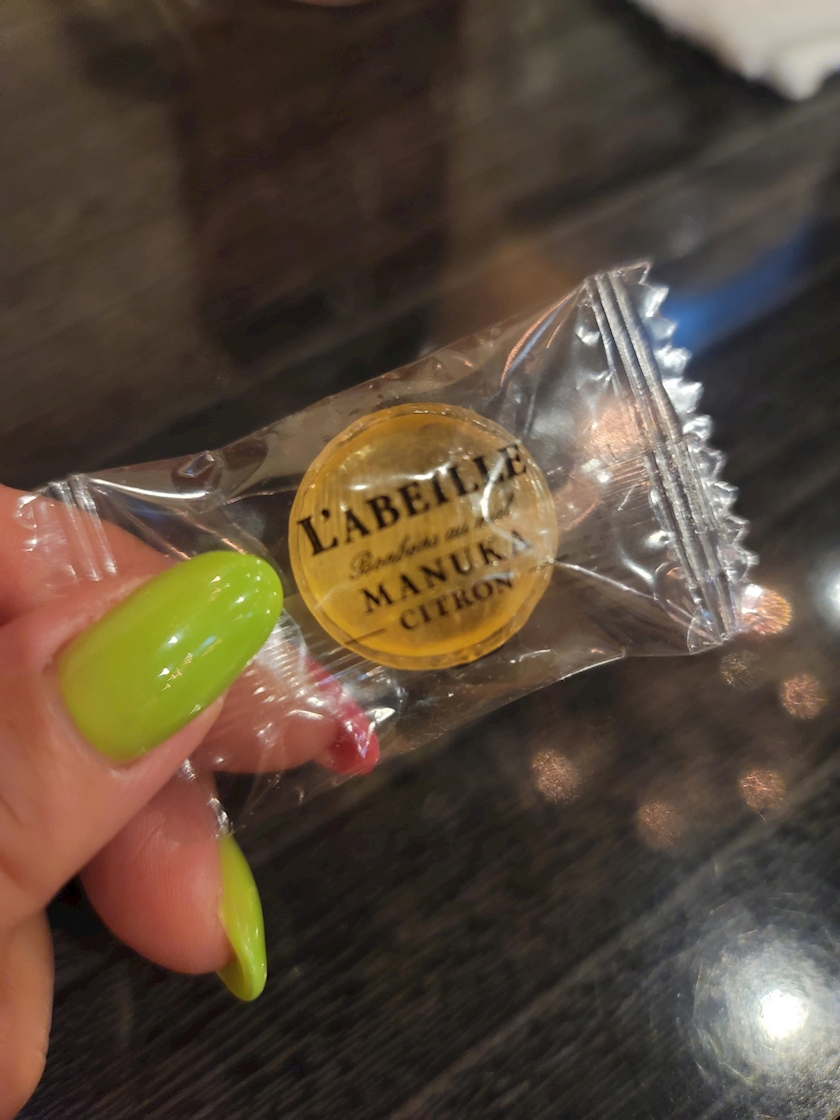 L'ABEILLE
Bonbons au miel
MANUKA
CITRON